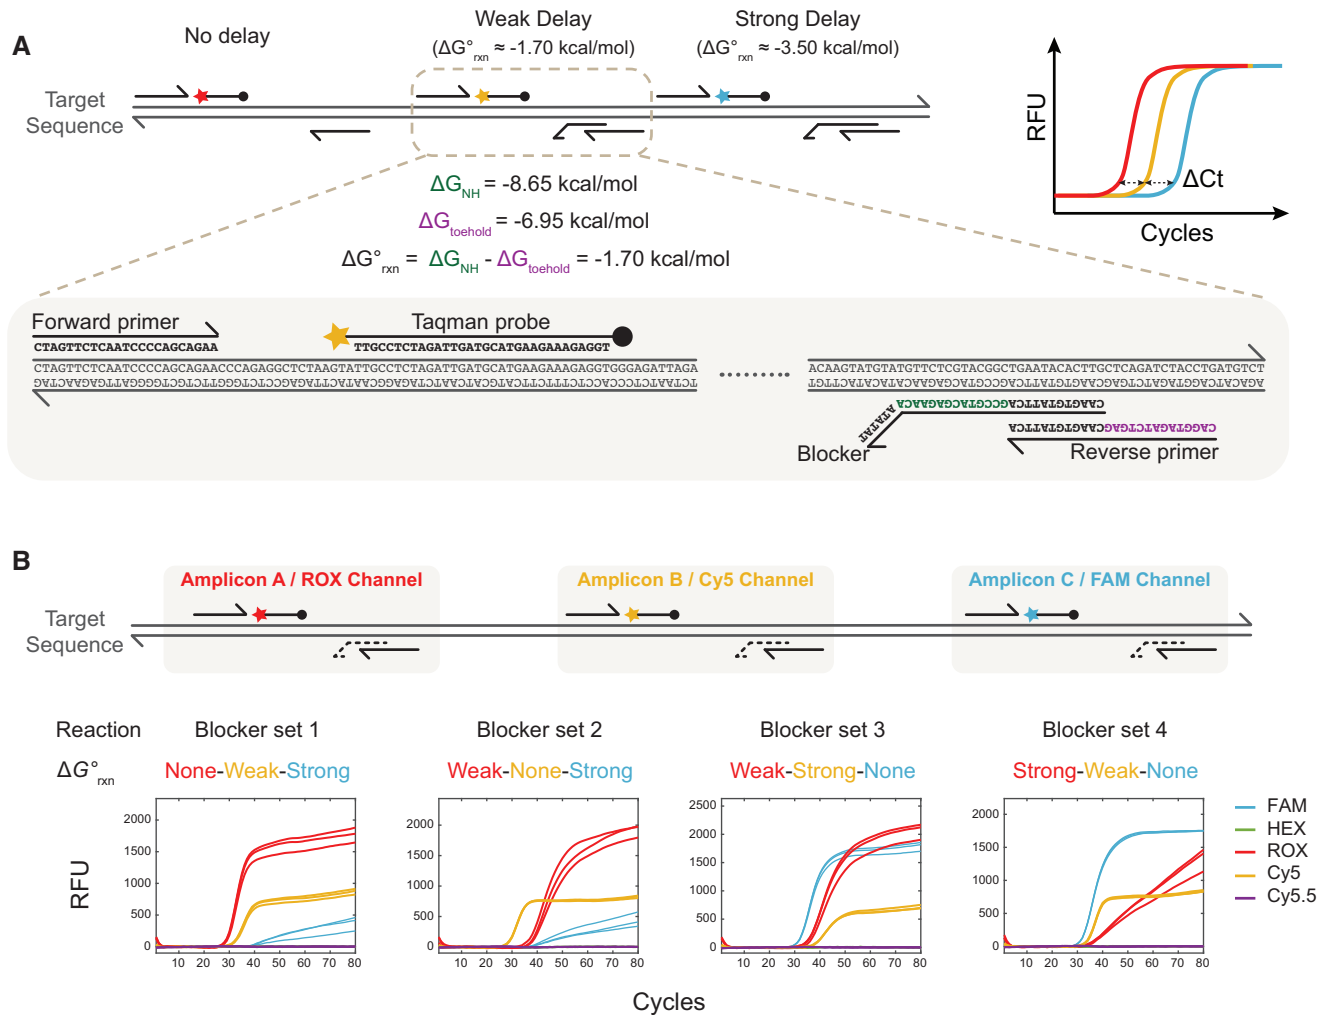 A
No delay
Weak Delay
(ΔG°rxn ≈ -1.70 kcal/mol)
Strong Delay
(ΔG°rxn ≈ -3.50 kcal/mol)
Target
Sequence
RFU
ΔCt
Cycles
ΔGNH = -8.65 kcal/mol
ΔGtoehold = -6.95 kcal/mol
ΔG°rxn = ΔGNH - ΔGtoehold = -1.70 kcal/mol
Forward primer
Taqman probe
CTAGTTCTCAATCCCCAGCAGAA
TTGCCTCTAGATTGATGCATGAAGAAAGAGGT
CTAGTTCTCAATCCCCAGCAGAACCCAGAGGCTCTAAGTATTGCCTCTAGATTGATGCATGAAGAAAGAGGTGGGAGATTAGA
ACAAGTATGTATGTTCTCGTACGGCTGAATACACTTGCTCAGATCTACCTGATGTCT
CAAGTGTATTCAGCCGTACGAGAACA
ATATAT
CAGGTAGATCTGAGCAAGTGTATTCA
Blocker
Reverse primer
B
Amplicon A / ROX Channel
Amplicon B / Cy5 Channel
Amplicon C / FAM Channel
Target
Sequence
Reaction
Blocker set 1
Blocker set 2
Blocker set 3
Blocker set 4
ΔG°rxn
None-Weak-Strong
Weak-None-Strong
Weak-Strong-None
Strong-Weak-None
RFU
2000
1500
1000
500
0
10 20 30 40 50 60 70 80
2000
1500
1000
500
0
10 20 30 40 50 60 70 80
2500
2000
1500
1000
500
0
10 20 30 40 50 60 70 80
2000
1500
1000
500
0
10 20 30 40 50 60 70 80
FAM
HEX
ROX
Cy5
Cy5.5
Cycles